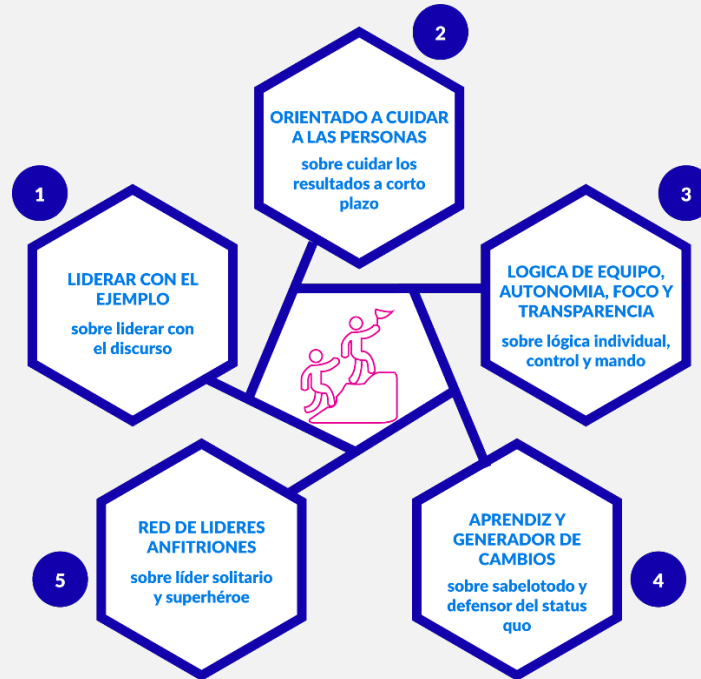 1
LIDERAR CON EL
EJEMPLO
sobre liderar con
el discurso
2
ORIENTADO A CUIDAR
A LAS PERSONAS
sobre cuidar los
resultados a corto
plazo
3
LOGICA DE EQUIPO,
AUTONOMIA, FOCO Y
TRANSPARENCIA
sobre lógica individual,
control y mando
APRENDIZ Y
GENERADOR DE
CAMBIOS
sobre sabelotodo y
defensor del status
quo
4
RED DE LIDERES
ANFITRIONES
sobre líder solitario
y superhéroe
5